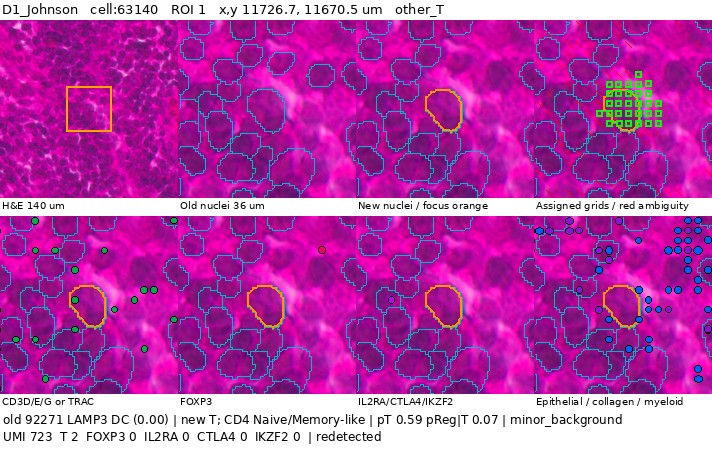 D1_Johnson cell:63140 ROI 1 x,y 11726.7, 11670.5 um other_T
H&E 140 um
Old nuclei 36 um
New nuclei / focus orange
Assigned grids / red ambiguity
CD3D/E/G or TRAC
FOXP3
IL2RA/CTLA4/IKZF2
Epithelial / collagen / myeloid
old 92271 LAMP3 DC (0.00) | new T; CD4 Naive/Memory-like | pT 0.59 pReg|T 0.07 | minor_background
UMI 723 T 2 FOXP3 0 IL2RA 0 CTLA4 0 IKZF2 0 | redetected